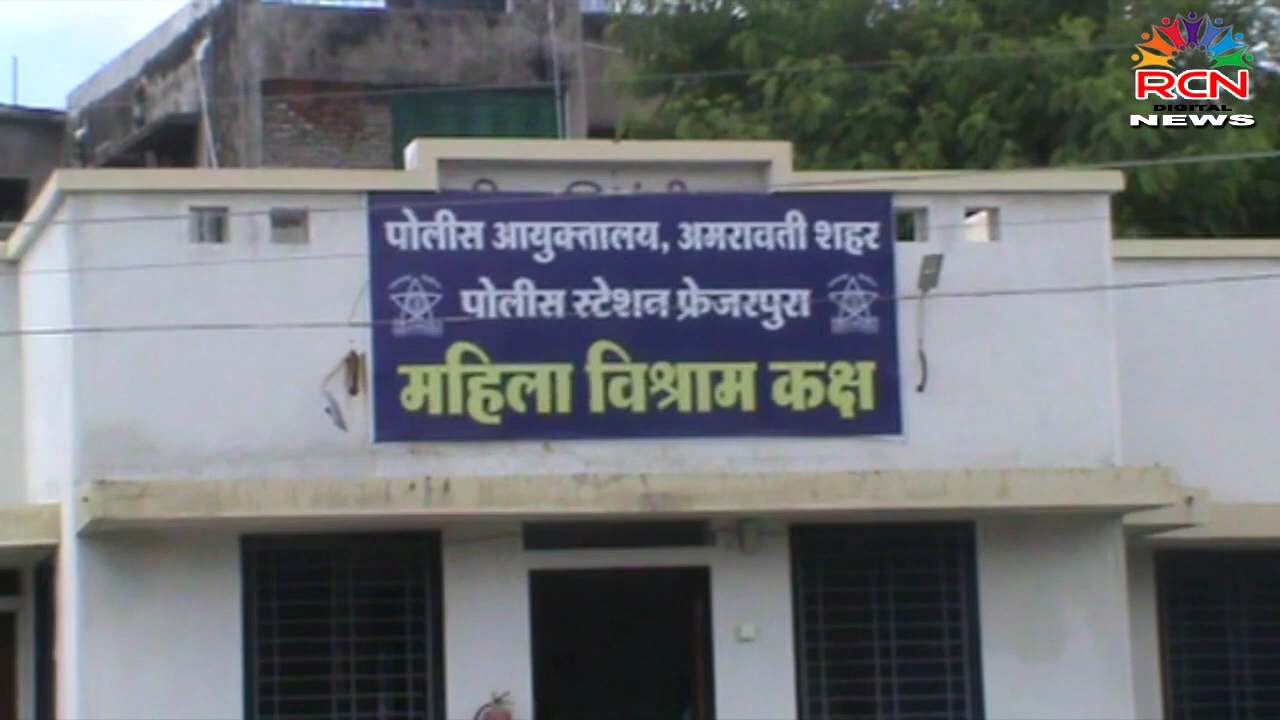 RCN
DIGITAL
NEWS
पोलीस आयुक्तालय, अमरावती शहर
पोलीस स्टेशन फ्रेजरपुरा
महिला विश्राम कक्ष